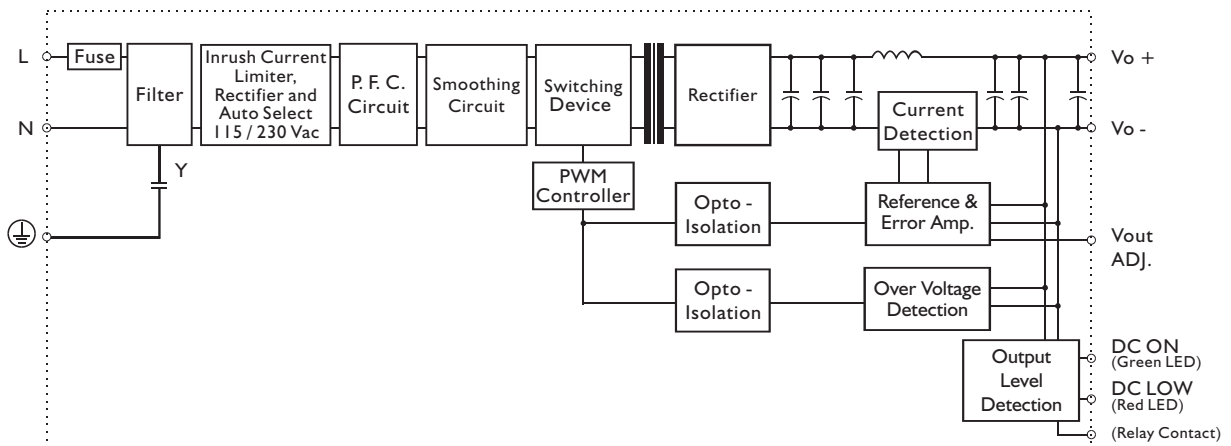 L
Fuse
Filter
Inrush Current
Limiter,
Rectifier and
Auto Select
115 / 230 Vac
P. F. C.
Circuit
Smoothing
Circuit
Switching
Device
Rectifier
Current
Detection
Vo +
N
Vo -
Y
PWM
Controller
Opto -
Isolation
Reference &
Error Amp.
Vout
ADJ.
Opto -
Isolation
Over Voltage
Detection
Output
Level
Detection
DC ON
(Green LED)
DC LOW
(Red LED)
(Relay Contact)